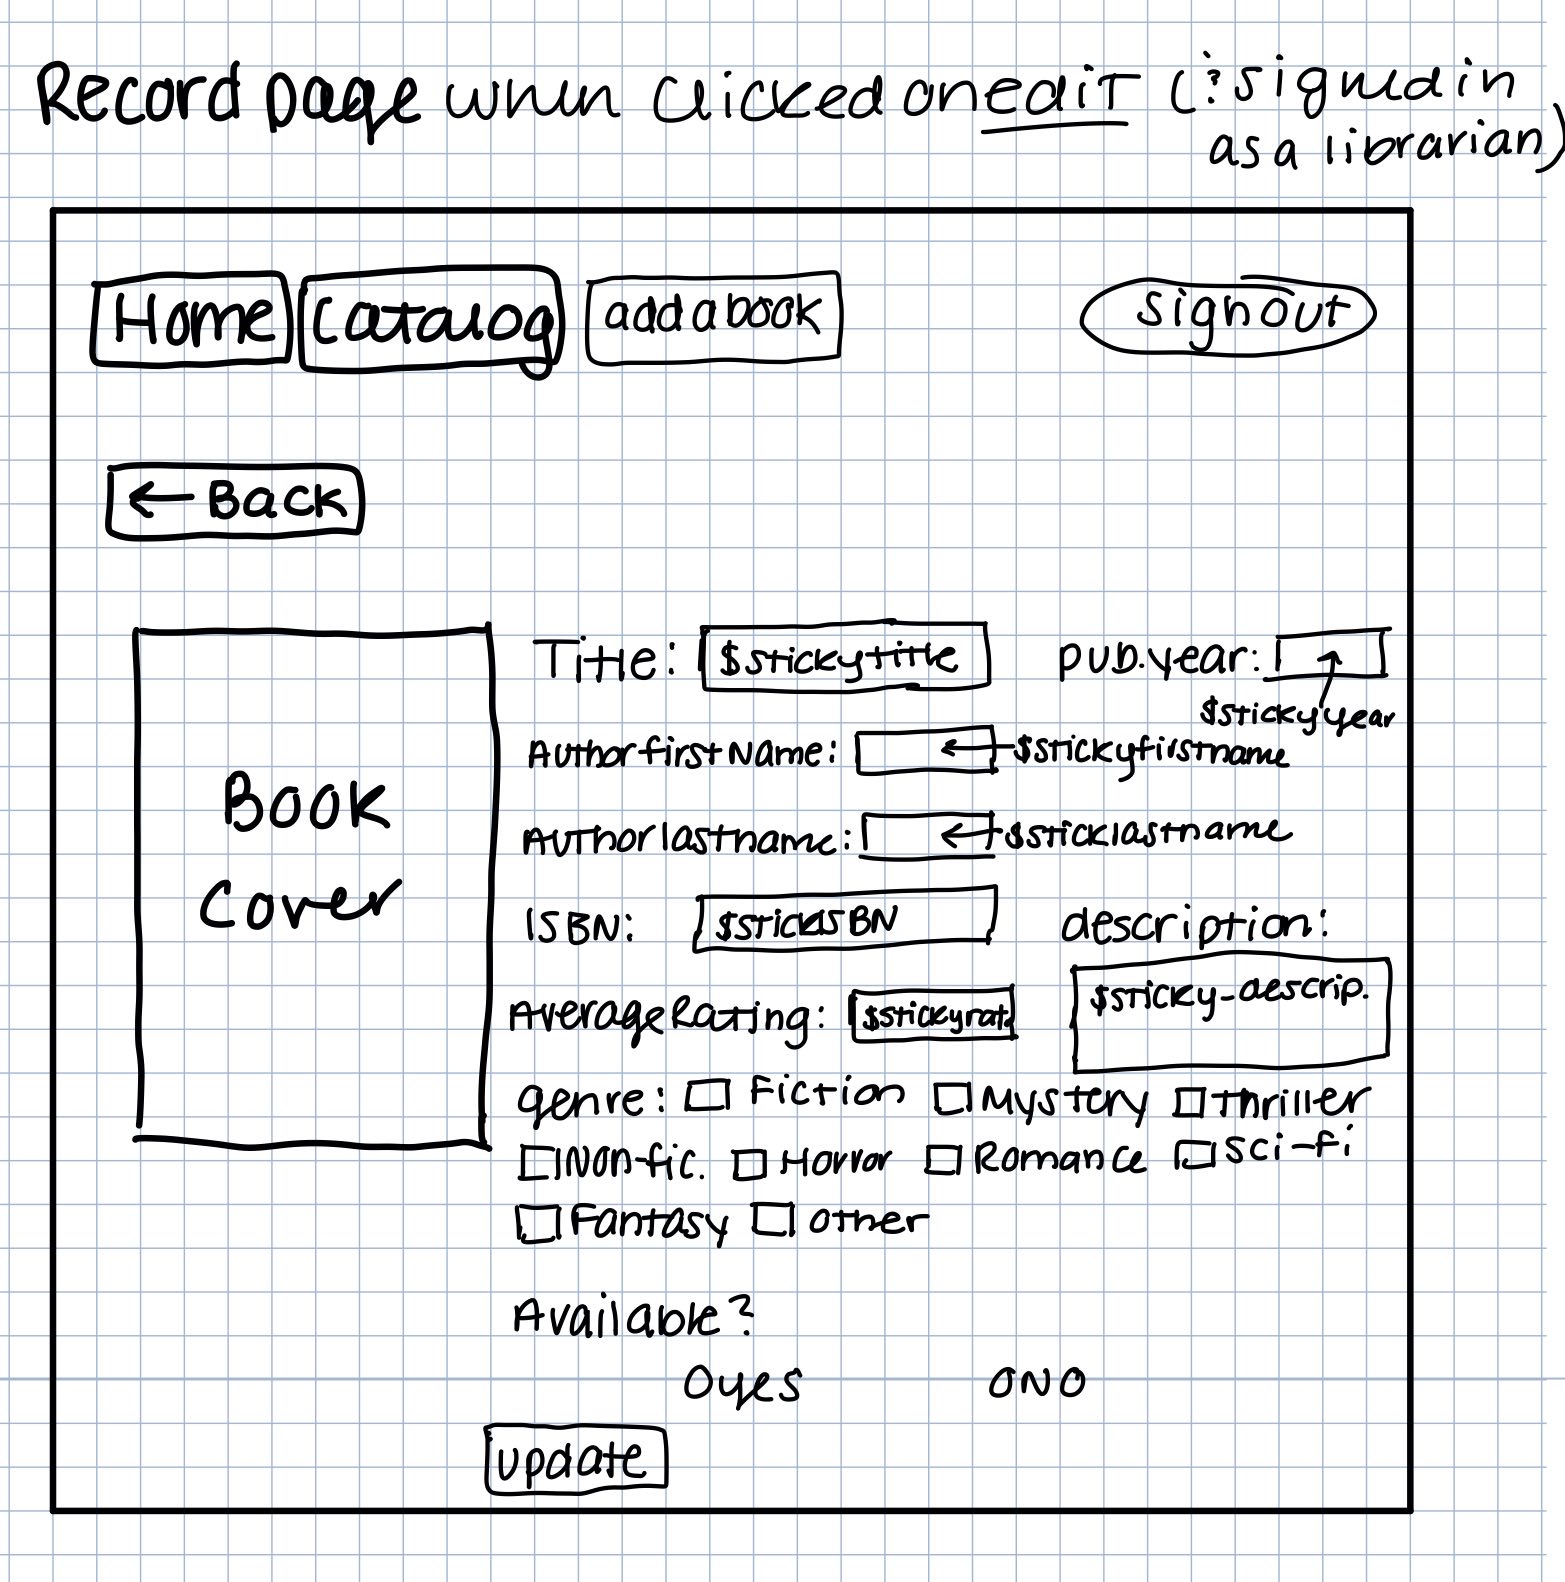 Record page when clicked on edit (? signed in
as a librarian)
Home Catalog add a book sign out
← Back
Book
Cover
Title: $stickytitle pub.year:
$stickyyear
Author first Name: ← $stickyfirstname
Author last name: ← $sticklastname
ISBN: $stickISBN description:
$sticky-descrip.
Average Rating: $stickyrat
genre: Fiction Mystery Thriller
Non-fic. Horror Romance sci-fi
Fantasy other
Available?
yes NO
update